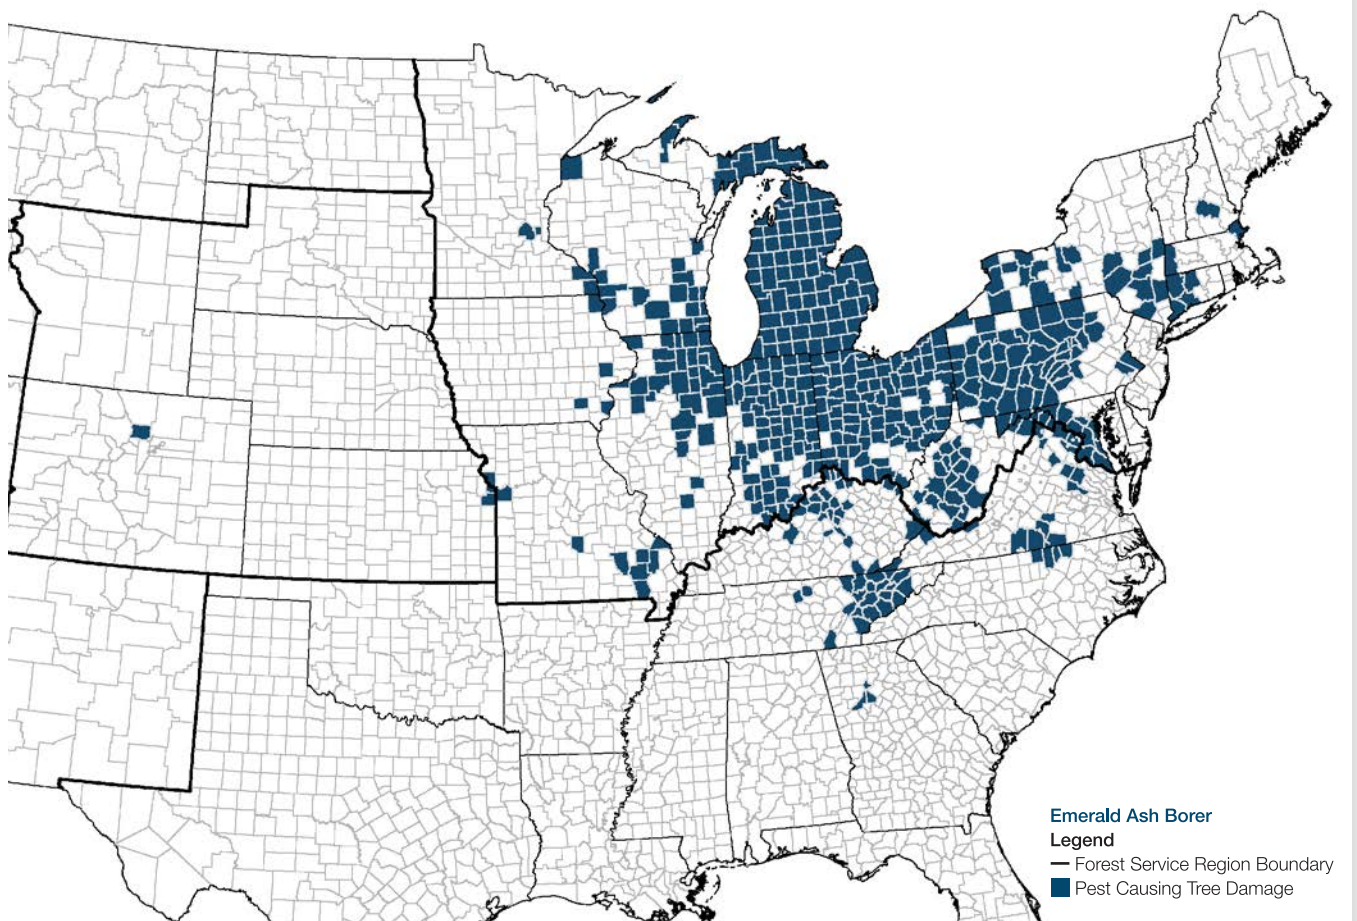 Emerald Ash Borer
Legend
Forest Service Region Boundary
Pest Causing Tree Damage